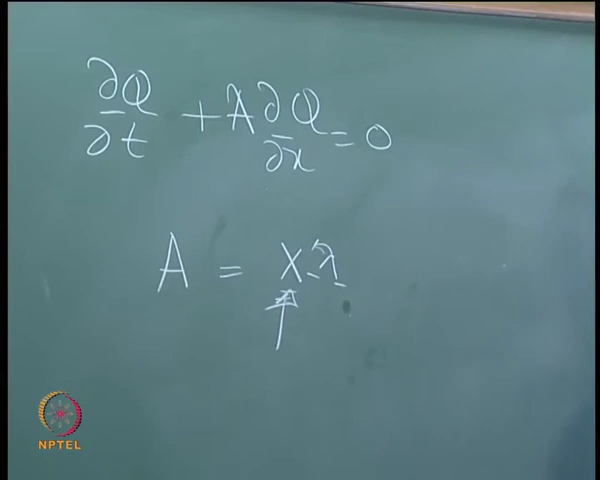 ∂Q/∂t + A ∂Q/∂x = 0
A = X λ
NPTEL